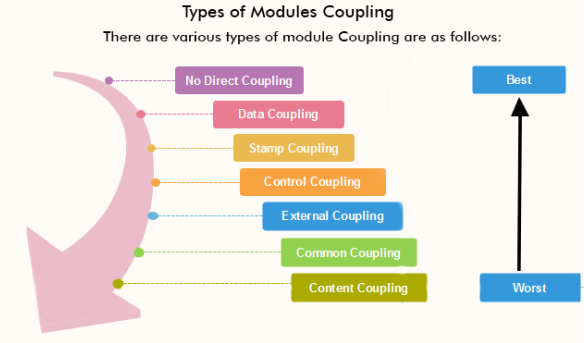 Types of Modules Coupling
There are various types of module Coupling are as follows:
No Direct Coupling
Best
Data Coupling
Stamp Coupling
Control Coupling
External Coupling
Common Coupling
Content Coupling
Worst